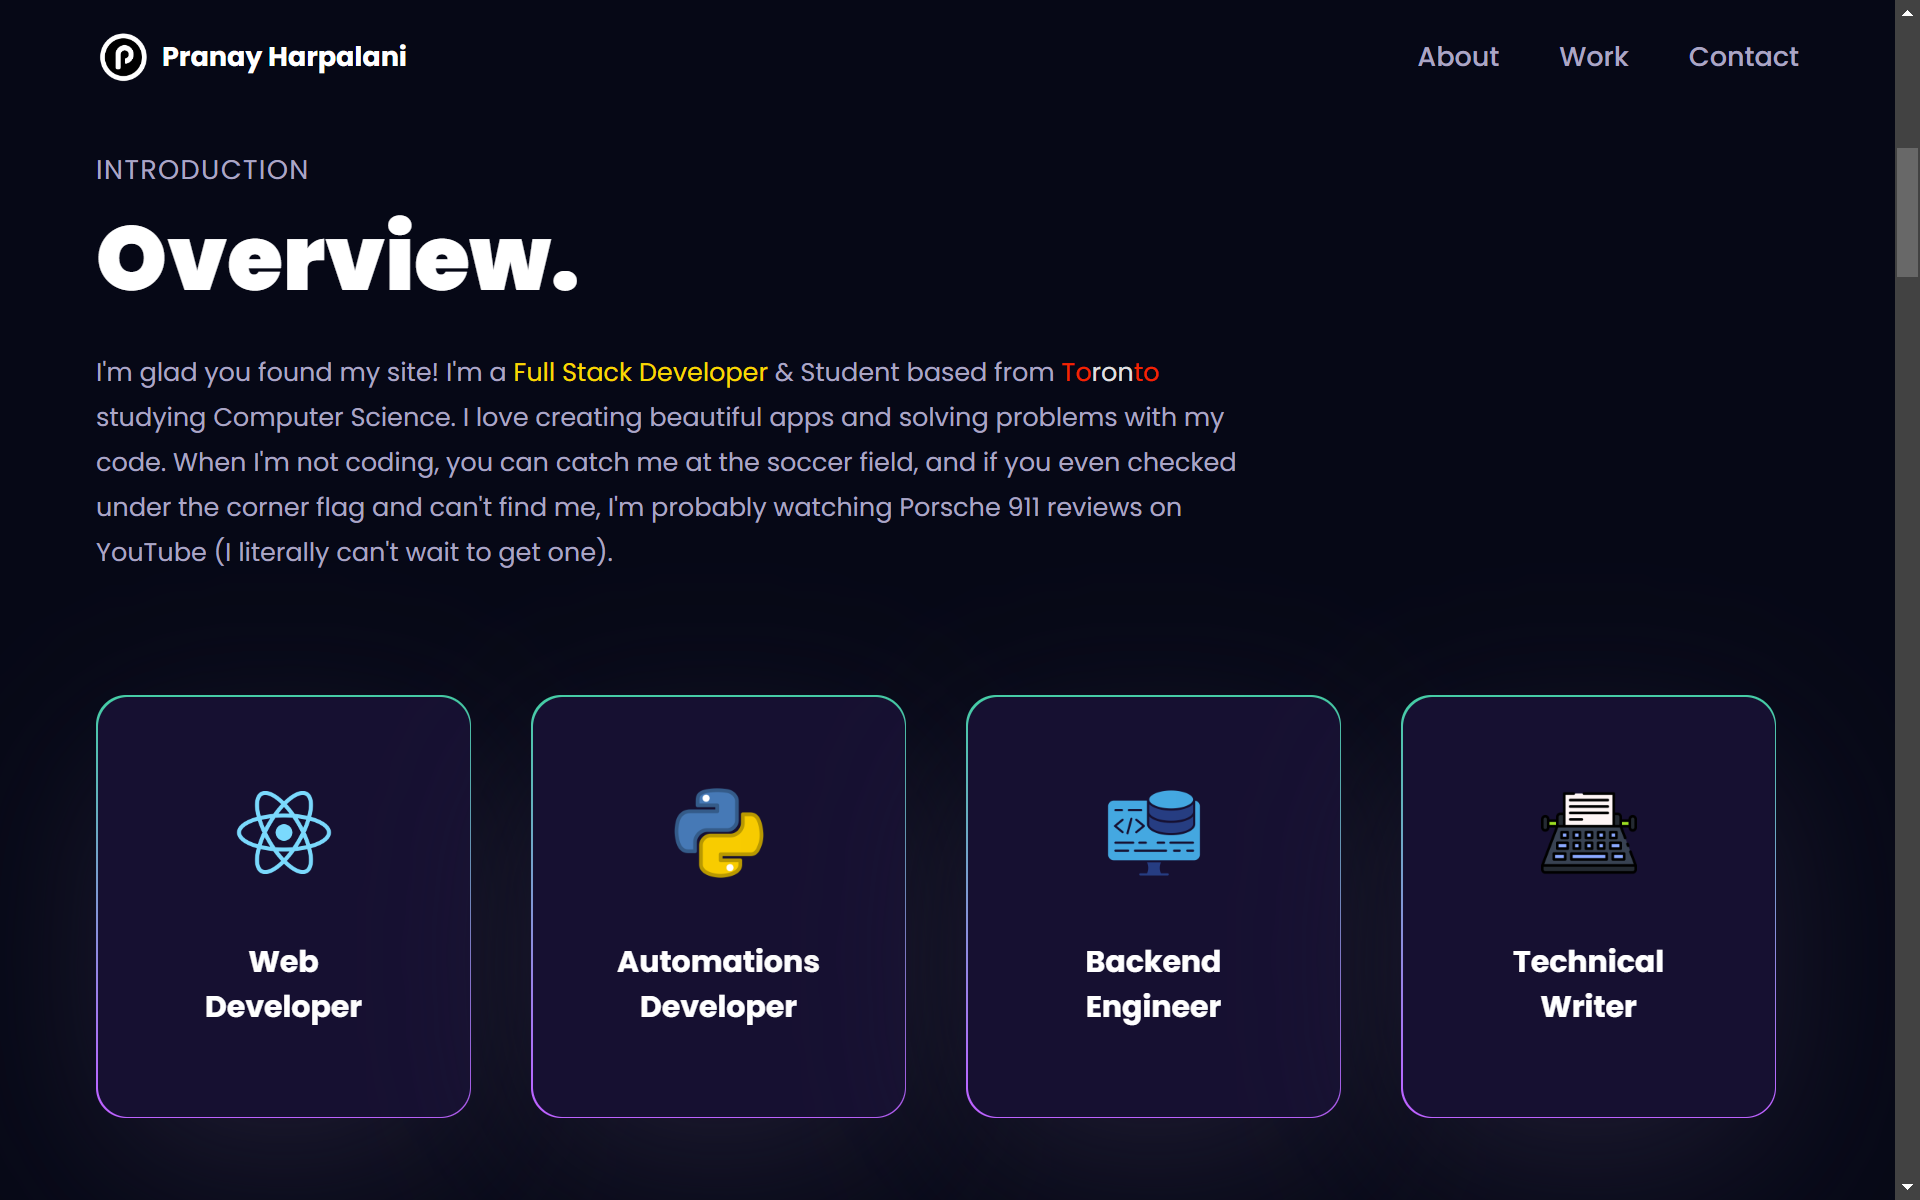 Pranay Harpalani
About Work Contact
INTRODUCTION
Overview.
I'm glad you found my site! I'm a Full Stack Developer & Student based from Toronto
studying Computer Science. I love creating beautiful apps and solving problems with my
code. When I'm not coding, you can catch me at the soccer field, and if you even checked
under the corner flag and can't find me, I'm probably watching Porsche 911 reviews on
YouTube (I literally can't wait to get one).
</>
Web
Developer
Automations
Developer
Backend
Engineer
Technical
Writer